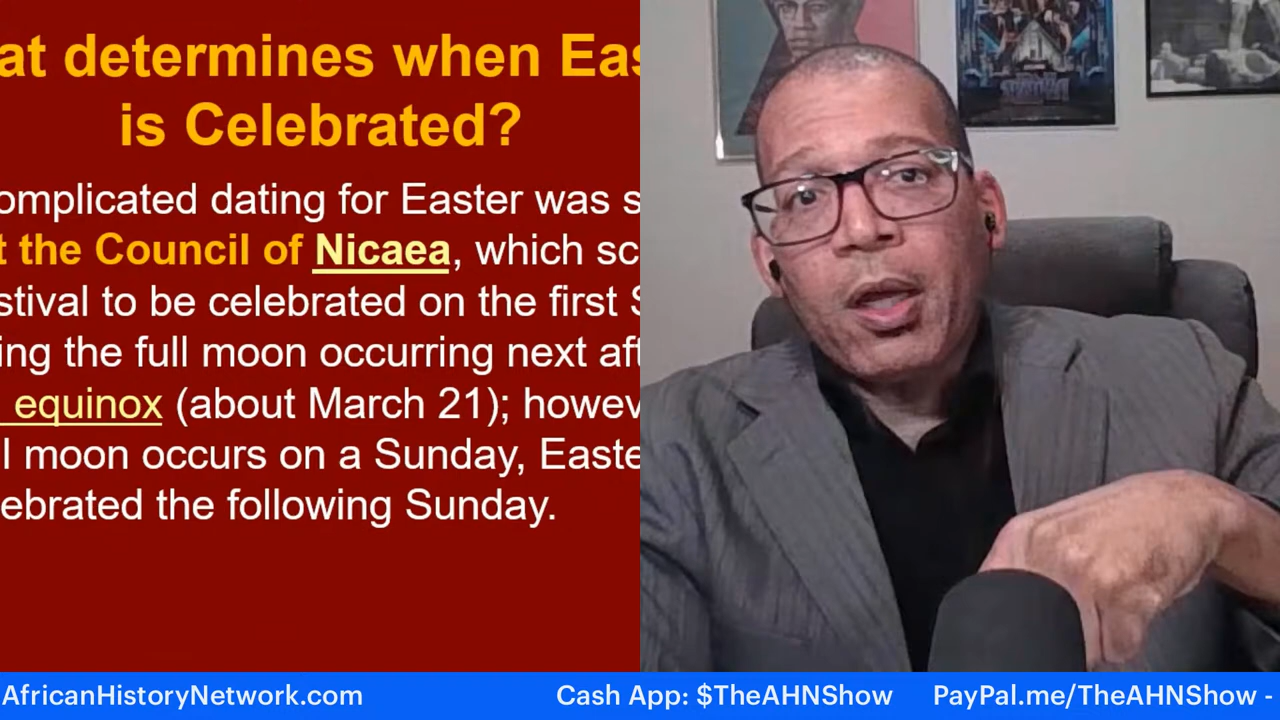 at determines when Eas
is Celebrated?
omplicated dating for Easter was s
t the Council of Nicaea, which sc
stival to be celebrated on the first S
ing the full moon occurring next aft
equinox (about March 21); howev
l moon occurs on a Sunday, Easte
ebrated the following Sunday.
AfricanHistoryNetwork.com Cash App: $TheAHNShow PayPal.me/TheAHNShow -